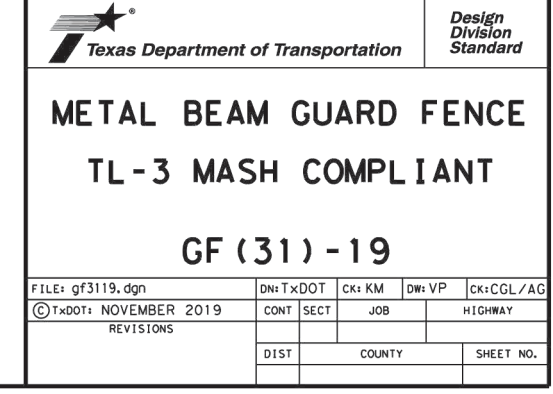 Texas Department of Transportation
Design
Division
Standard
METAL BEAM GUARD FENCE
TL-3 MASH COMPLIANT
GF(31)-19
FILE: gf3119.dgn DN:TxDOT CK: KM DW: VP CK:CGL/AG
©TxDOT: NOVEMBER 2019 CONT SECT JOB HIGHWAY
REVISIONS
DIST COUNTY SHEET NO.